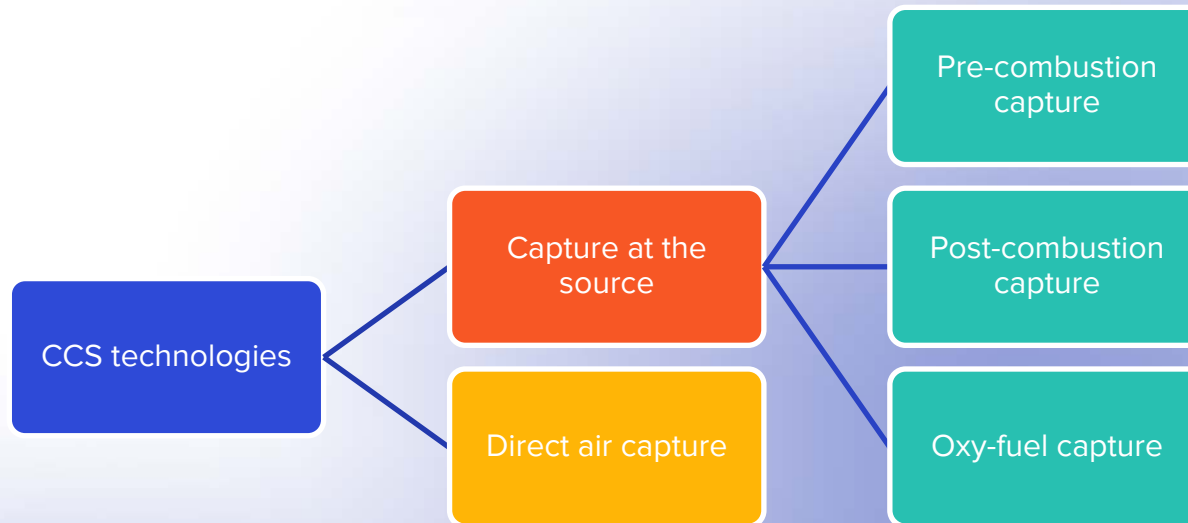 CCS technologies
Capture at the
source
Direct air capture
Pre-combustion
capture
Post-combustion
capture
Oxy-fuel capture